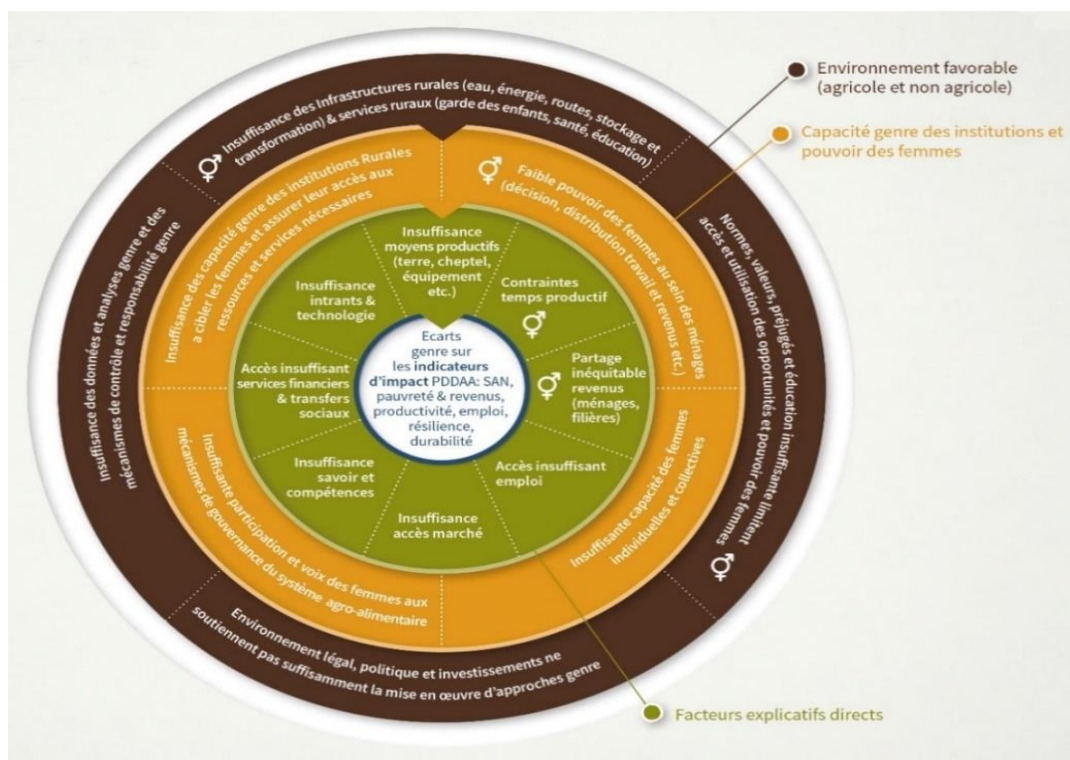 Environnement favorable
(agricole et non agricole)
Capacité genre des institutions et
pouvoir des femmes
Insuffisance des Infrastructures rurales (eau, énergie, routes, stockage et
transformation) & services ruraux (garde des enfants, santé, éducation)
Normes, valeurs, préjugés et éducation insuffisante limitent
accès et utilisation des opportunités et pouvoir des femmes
Environnement légal, politique et investissements ne
soutiennent pas suffisamment la mise en œuvre d'approches genre
Insuffisance des données et analyses genre et des
mécanismes de contrôle et responsabilité genre
Insuffisance des capacité genre des institutions Rurales
a cibler les femmes et assurer leur accès aux
ressources et services nécessaires
Faible pouvoir des femmes au sein des ménages
(décision, distribution travail et revenus etc.)
Insuffisante capacité des femmes
individuelles et collectives
Insuffisante participation et voix des femmes aux
mécanismes de gouvernance du système agro-alimentaire
Insuffisance
moyens productifs
(terre, cheptel,
équipement
etc.)
Contraintes
temps productif
Partage
inéquitable
revenus
(ménages,
filières)
Accès insuffisant
emploi
Insuffisance
accès marché
Insuffisance
savoir et
compétences
Accès insuffisant
services financiers
& transferts
sociaux
Insuffisance
intrants &
technologie
Ecarts
genre sur
les indicateurs
d'impact PDDAA: SAN,
pauvreté & revenus,
productivité, emploi,
résilience,
durabilité
Facteurs explicatifs directs